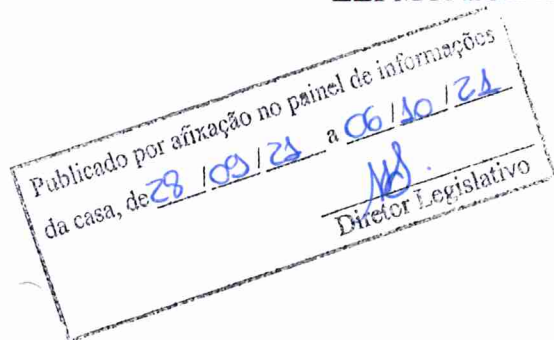 Publicado por afixação no painel de informações
da casa, de 28 / 09 / 21 a 06 / 10 / 21
Diretor Legislativo